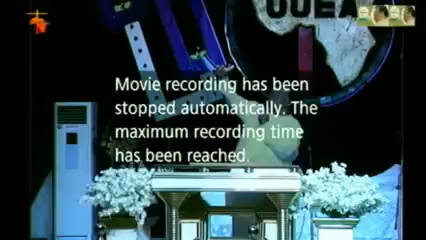 Movie recording has been
stopped automatically. The
maximum recording time
has been reached.